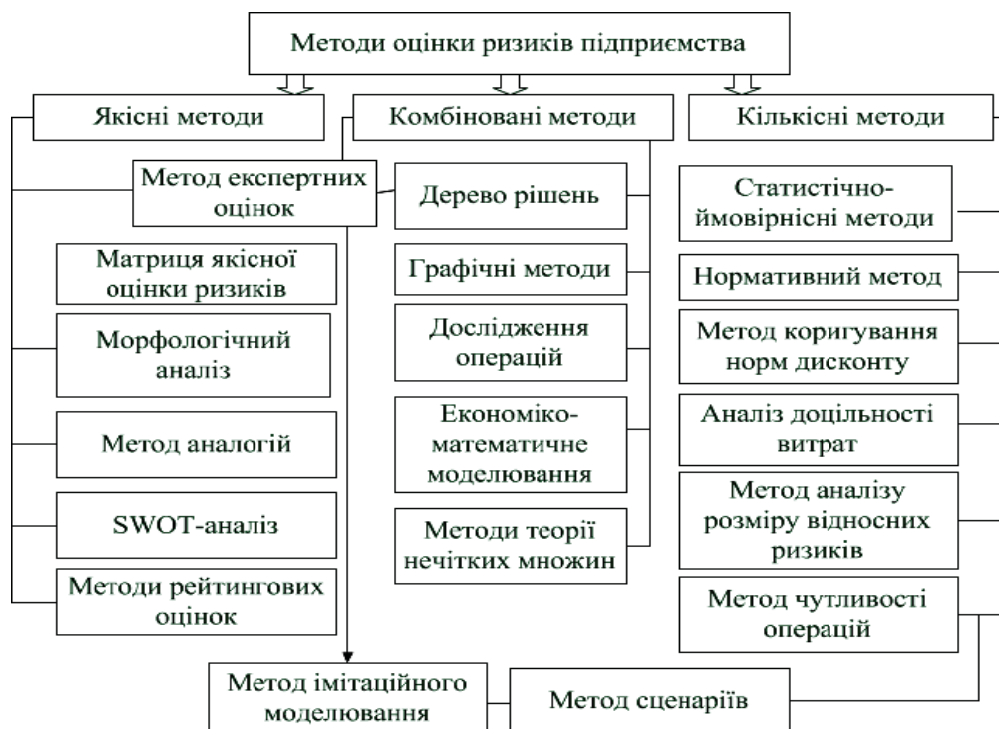 Методи оцінки ризиків підприємства
Якісні методи
Комбіновані методи
Кількісні методи
Метод експертних
оцінок
Матриця якісної
оцінки ризиків
Морфологічний
аналіз
Метод аналогій
SWOT-аналіз
Методи рейтингових
оцінок
Дерево рішень
Графічні методи
Дослідження
операцій
Економіко-
математичне
моделювання
Методи теорії
нечітких множин
Статистічно-
ймовірнісні методи
Нормативний метод
Метод коригування
норм дисконту
Аналіз доцільності
витрат
Метод аналізу
розміру відносних
ризиків
Метод чутливості
операцій
Метод імітаційного
моделювання
Метод сценаріїв